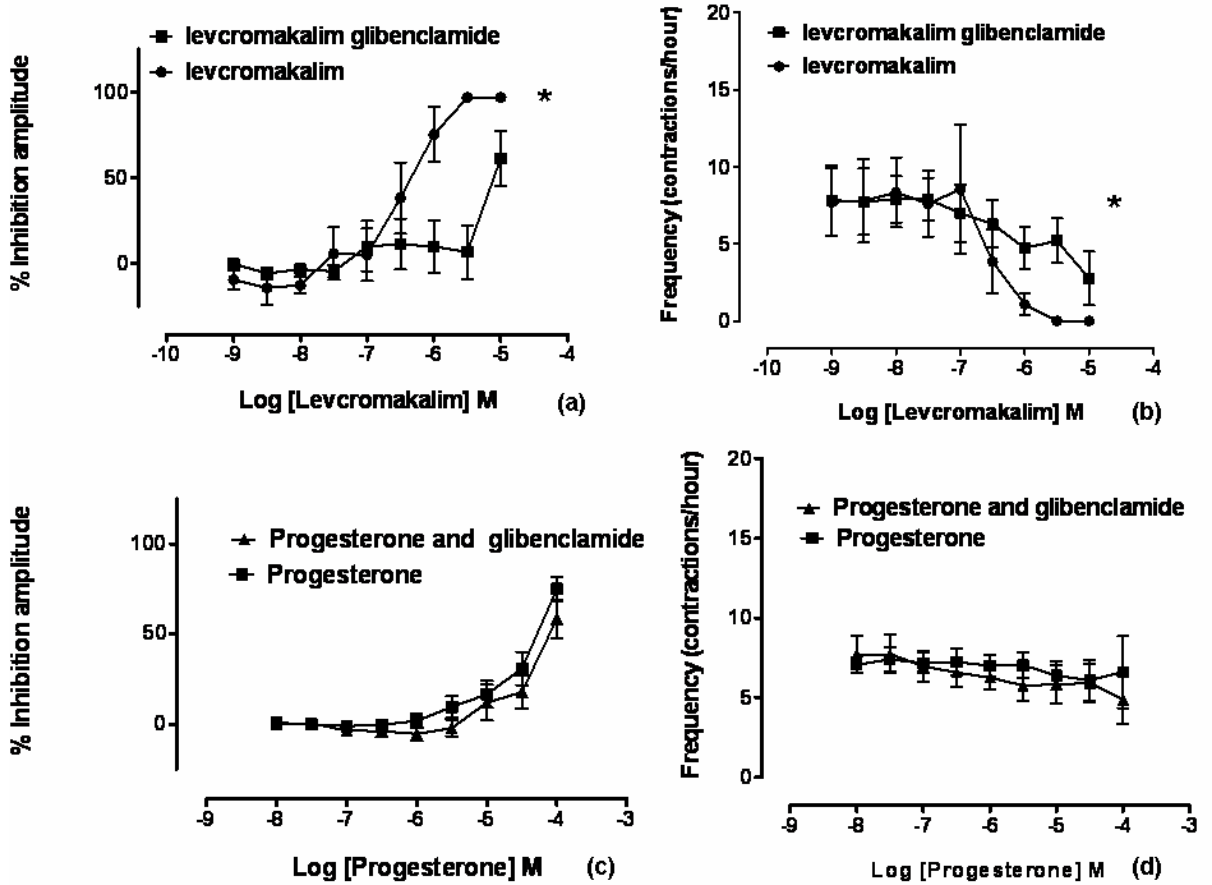 levcromakalim glibenclamide
levcromakalim
% Inhibition amplitude
100
50
0
*
-10 -9 -8 -7 -6 -5 -4
Log [Levcromakalim] M (a)
20
levcromakalim glibenclamide
levcromakalim
Frequency (contractions/hour)
15
10
5
0
*
-10 -9 -8 -7 -6 -5 -4
Log [Levcromakalim] M (b)
% Inhibition amplitude
100
50
0
Progesterone and glibenclamide
Progesterone
-9 -8 -7 -6 -5 -4 -3
Log [Progesterone] M (c)
20
Progesterone and glibenclamide
Progesterone
Frequency (contractions/hour)
15
10
5
0
-9 -8 -7 -6 -5 -4 -3
Log [Progesterone] M (d)